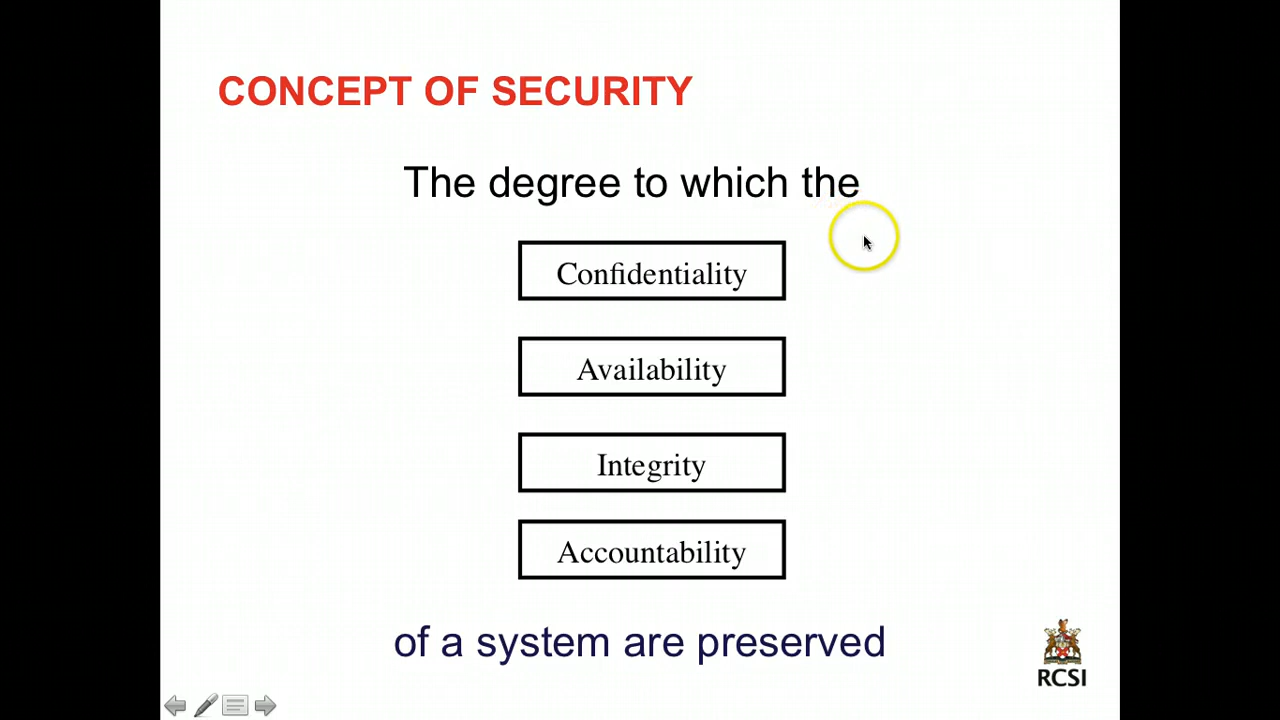 CONCEPT OF SECURITY
The degree to which the
Confidentiality
Availability
Integrity
Accountability
of a system are preserved
RCSI